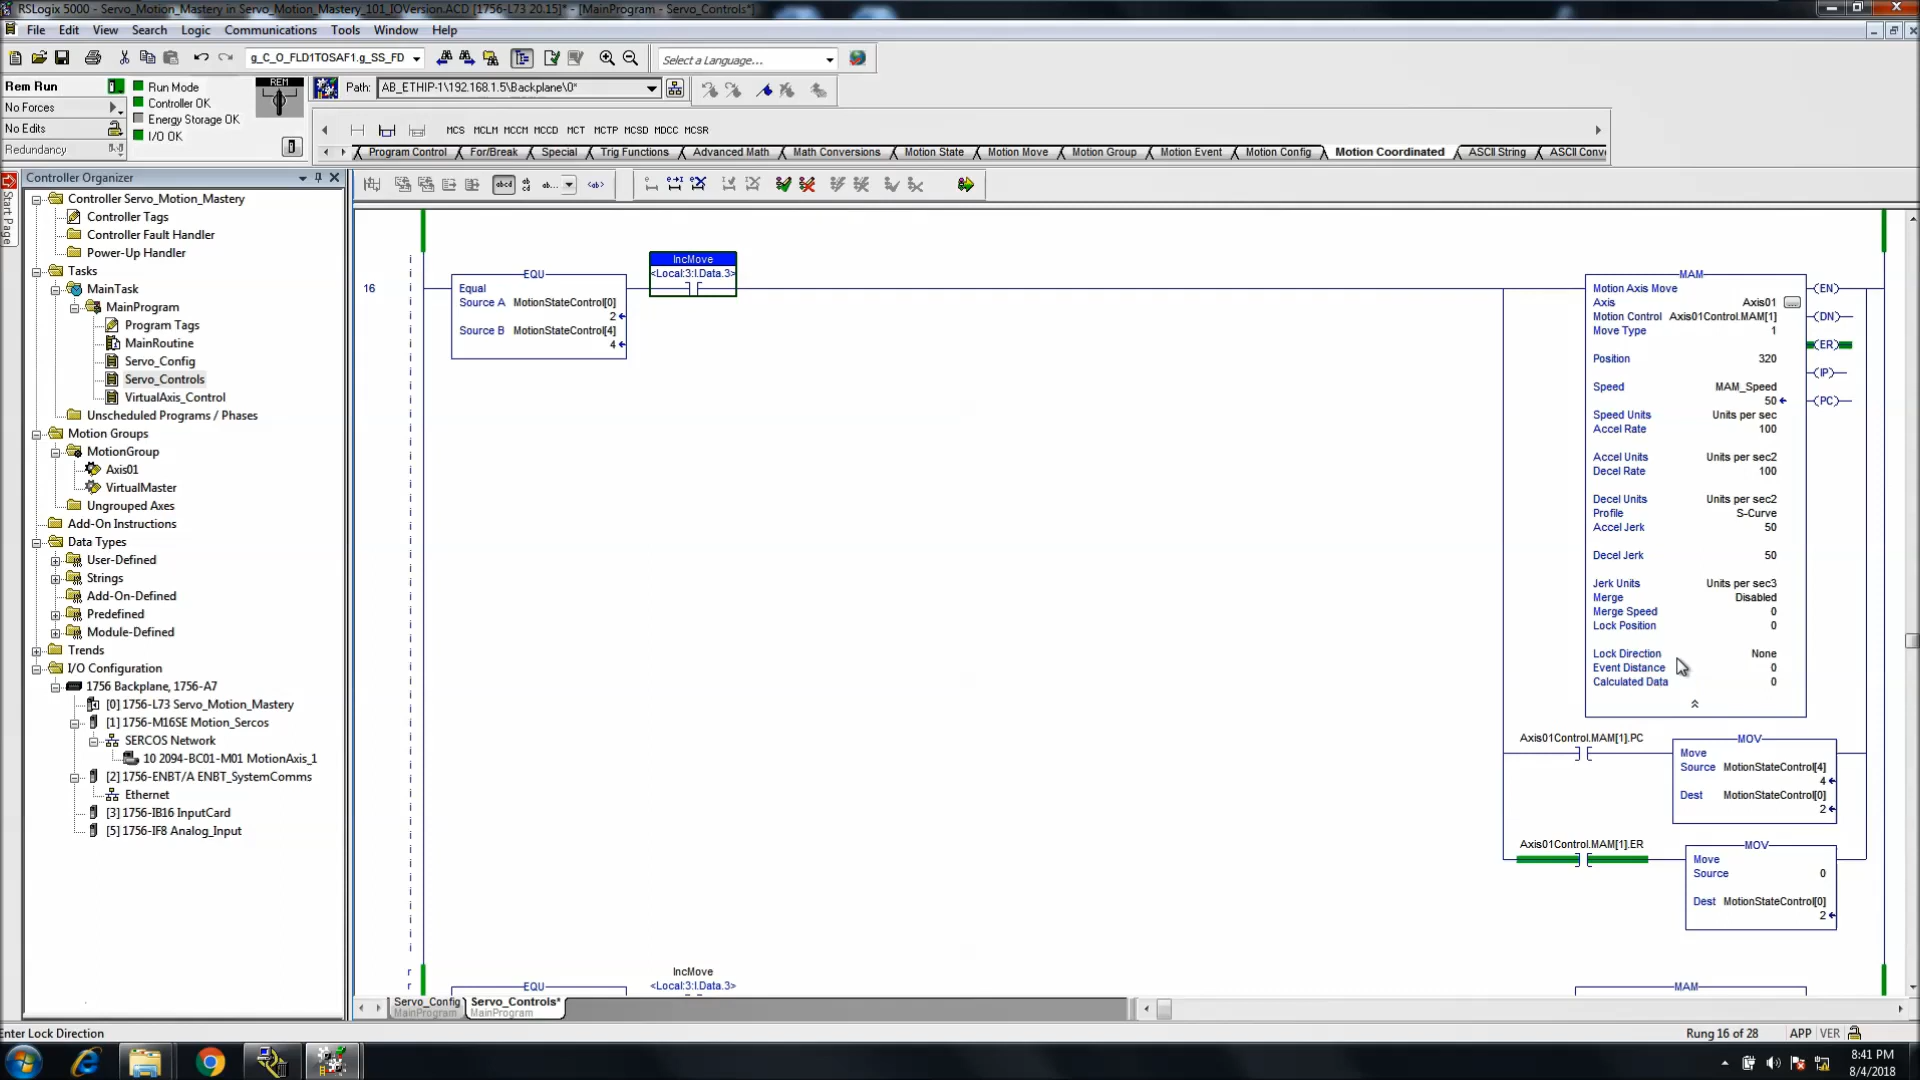 RSLogix 5000 - Servo_Motion_Mastery in Servo_Motion_Mastery_101_IOVersion.ACD [1756-L73 20.15]* - [MainProgram - Servo_Controls*]
File Edit View Search Logic Communications Tools Window Help
g_C_O_FLD1TOSAF1.g_SS_FD
Select a Language...
Rem Run
No Forces
No Edits
Redundancy
Run Mode
Controller OK
Energy Storage OK
I/O OK
REM
Path: AB_ETHIP-1\192.168.1.5\Backplane\0*
MCS MCLM MCCM MCCD MCT MCTP MCSD MDCC MCSR
Program Control For/Break Special Trig Functions Advanced Math Math Conversions Motion State Motion Move Motion Group Motion Event Motion Config Motion Coordinated ASCII String ASCII Conv
Start Page
Controller Organizer
Controller Servo_Motion_Mastery
Controller Tags
Controller Fault Handler
Power-Up Handler
Tasks
MainTask
MainProgram
Program Tags
MainRoutine
Servo_Config
Servo_Controls
VirtualAxis_Control
Unscheduled Programs / Phases
Motion Groups
MotionGroup
Axis01
VirtualMaster
Ungrouped Axes
Add-On Instructions
Data Types
User-Defined
Strings
Add-On-Defined
Predefined
Module-Defined
Trends
I/O Configuration
1756 Backplane, 1756-A7
[0] 1756-L73 Servo_Motion_Mastery
[1] 1756-M16SE Motion_Sercos
SERCOS Network
10 2094-BC01-M01 MotionAxis_1
[2] 1756-ENBT/A ENBT_SystemComms
Ethernet
[3] 1756-IB16 InputCard
[5] 1756-IF8 Analog_Input
abcd
ab...
16
EQU
Equal
Source A MotionStateControl[0]
2
Source B MotionStateControl[4]
4
IncMove
<Local:3:I.Data.3>
MAM
Motion Axis Move
Axis Axis01 ...
Motion Control Axis01Control.MAM[1]
Move Type 1
Position 320
Speed MAM_Speed
50
Speed Units Units per sec
Accel Rate 100
Accel Units Units per sec2
Decel Rate 100
Decel Units Units per sec2
Profile S-Curve
Accel Jerk 50
Decel Jerk 50
Jerk Units Units per sec3
Merge Disabled
Merge Speed 0
Lock Position 0
Lock Direction None
Event Distance 0
Calculated Data 0
EN
DN
ER
IP
PC
Axis01Control.MAM[1].PC
MOV
Move
Source MotionStateControl[4]
4
Dest MotionStateControl[0]
2
Axis01Control.MAM[1].ER
MOV
Move
Source 0
Dest MotionStateControl[0]
2
r
r
EQU
IncMove
<Local:3:I.Data.3>
MAM
Servo_Config
MainProgram
Servo_Controls*
MainProgram
Enter Lock Direction
Rung 16 of 28
APP VER
8:41 PM
8/4/2018